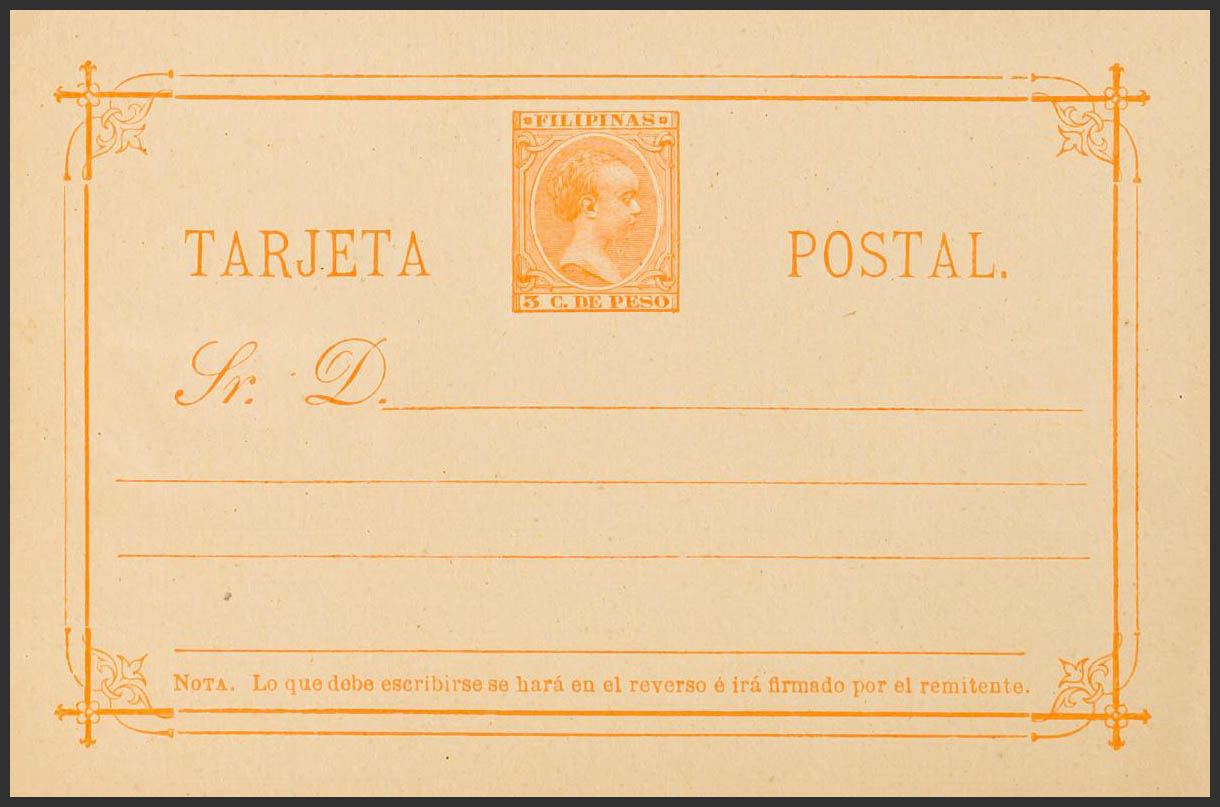 FILIPINAS
TARJETA POSTAL.
3 C. DE PESO
Sr. D.
NOTA. Lo que debe escribirse se hará en el reverso é irá firmado por el remitente.